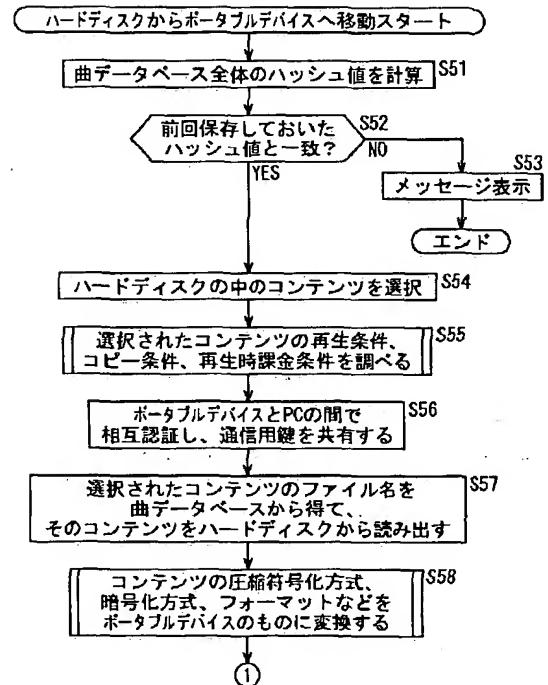 ハードディスクからポータブルデバイスへ移動スタート
曲データベース全体のハッシュ値を計算
S51
前回保存しておいた
ハッシュ値と一致?
S52
NO
YES
S53
メッセージ表示
エンド
ハードディスクの中のコンテンツを選択
S54
選択されたコンテンツの再生条件、
コピー条件、再生時課金条件を調べる
S55
ポータブルデバイスとPCの間で
相互認証し、通信用鍵を共有する
S56
選択されたコンテンツのファイル名を
曲データベースから得て、
そのコンテンツをハードディスクから読み出す
S57
コンテンツの圧縮符号化方式、
暗号化方式、フォーマットなどを
ポータブルデバイスのものに変換する
S58
1